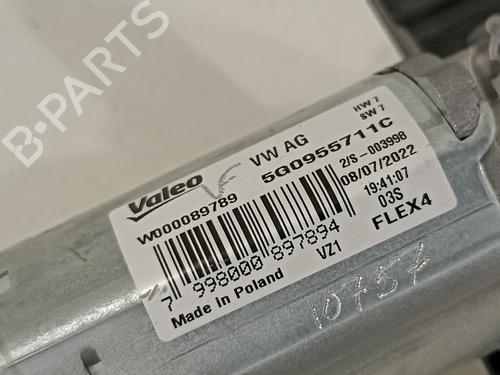 B-PARTS
Valeo
VF
VW AG
HW 7
SW 7
W000089789
5G0955711C
2/S-003998
08/07/2022
19:41:07
03S
FLEX4
7 998000 897894
VZ1
Made in Poland
10757